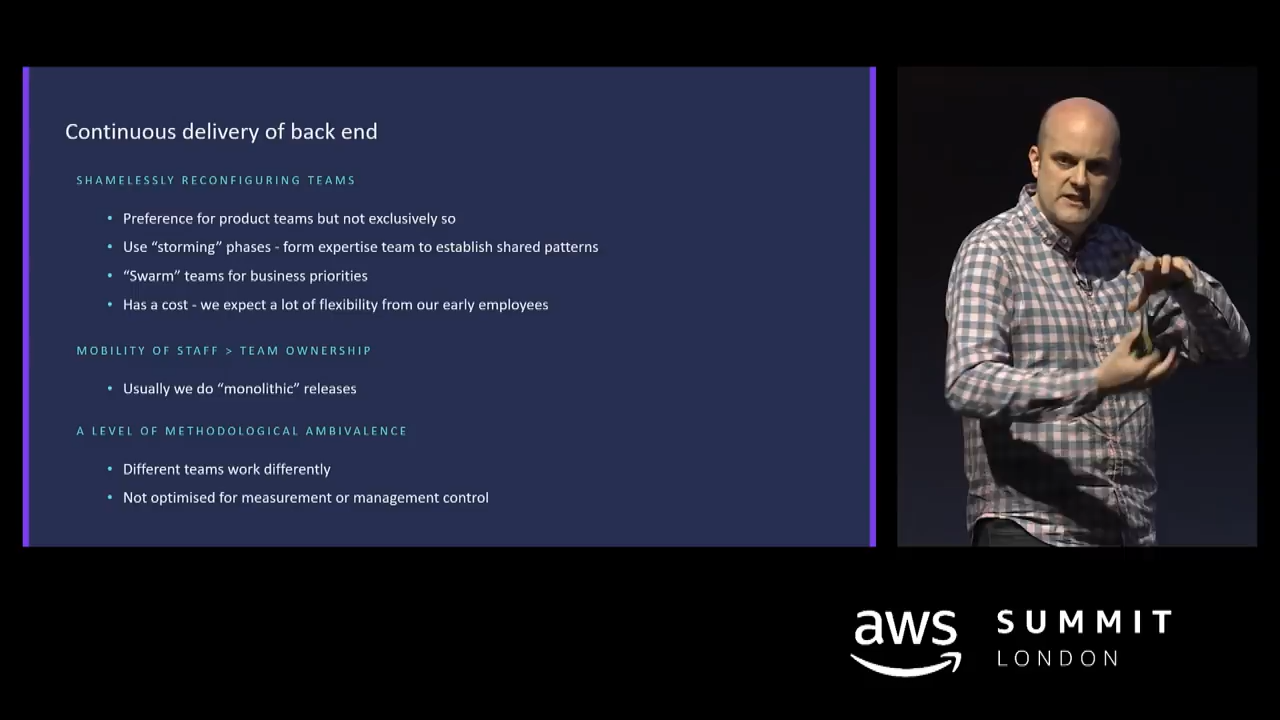 Continuous delivery of back end
SHAMELESSLY RECONFIGURING TEAMS
• Preference for product teams but not exclusively so
• Use “storming” phases - form expertise team to establish shared patterns
• “Swarm” teams for business priorities
• Has a cost - we expect a lot of flexibility from our early employees
MOBILITY OF STAFF > TEAM OWNERSHIP
• Usually we do “monolithic” releases
A LEVEL OF METHODOLOGICAL AMBIVALENCE
• Different teams work differently
• Not optimised for measurement or management control
aws
SUMMIT
LONDON